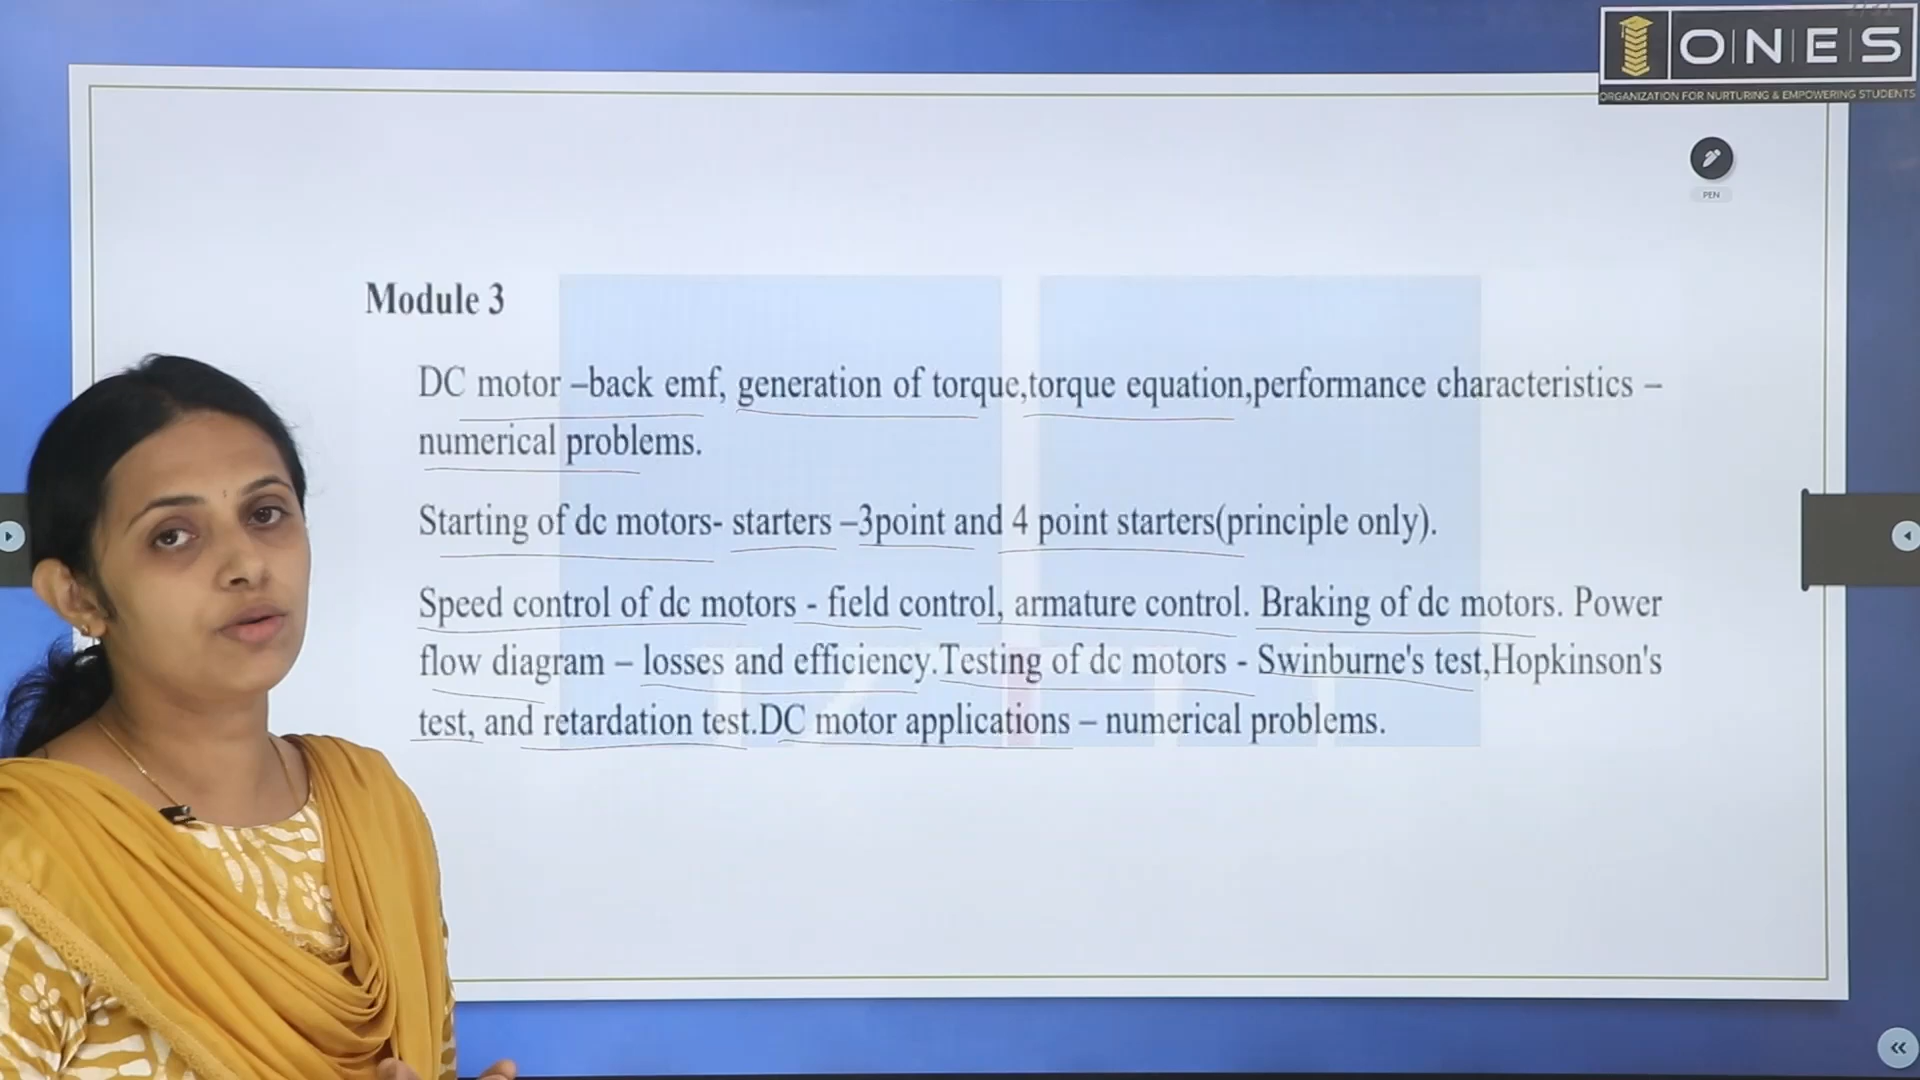 O|N|E|S
ORGANIZATION FOR NURTURING & EMPOWERING STUDENTS
PEN
Module 3
DC motor –back emf, generation of torque,torque equation,performance characteristics –
numerical problems.
Starting of dc motors- starters –3point and 4 point starters(principle only).
Speed control of dc motors - field control, armature control. Braking of dc motors. Power
flow diagram – losses and efficiency.Testing of dc motors - Swinburne's test,Hopkinson's
test, and retardation test.DC motor applications – numerical problems.